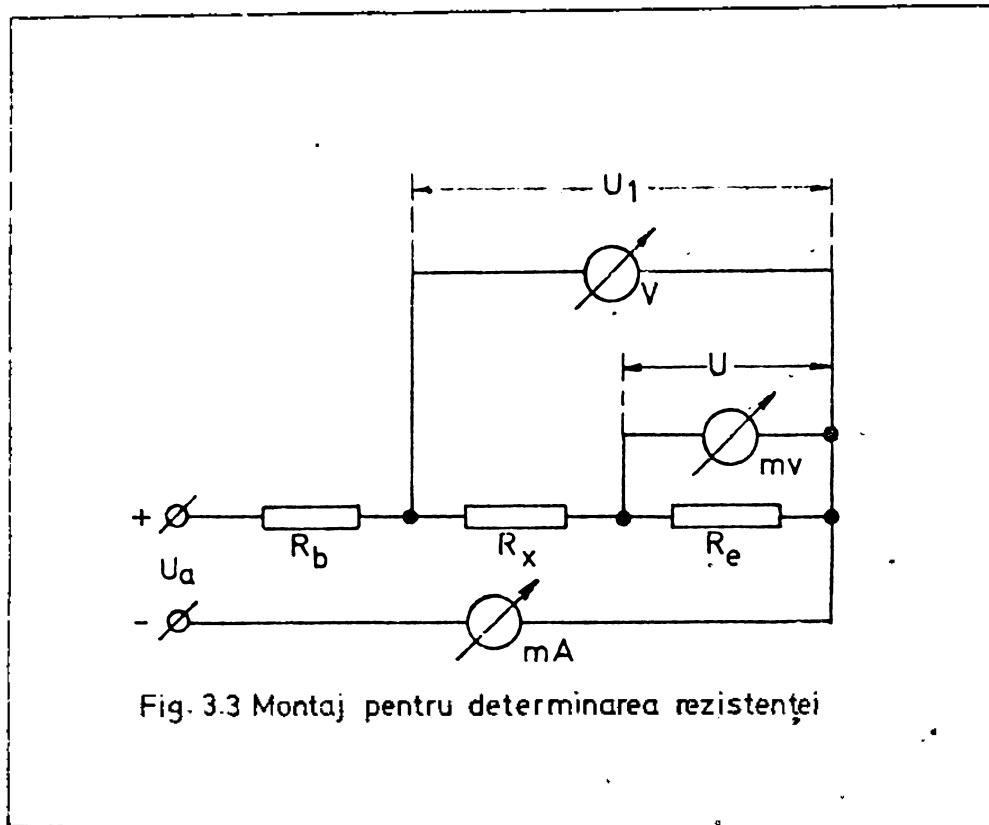 U1
V
U
mv
+
Rb
Rx
Re
Ua
-
mA
Fig. 3.3 Montaj pentru determinarea rezistenței